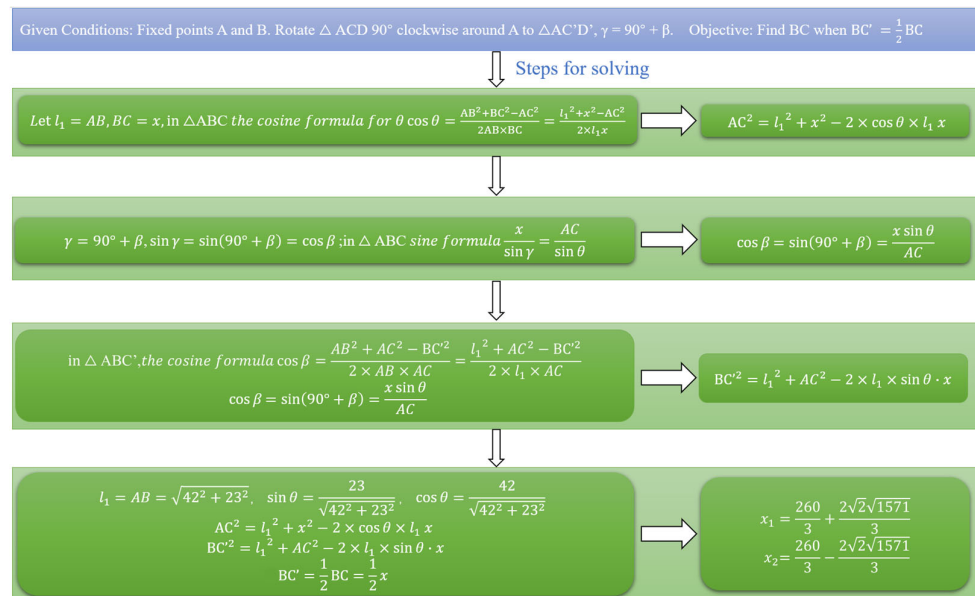 Given Conditions: Fixed points A and B. Rotate △ ACD 90° clockwise around A to △AC'D', γ = 90° + β. Objective: Find BC when BC' = 1/2 BC
Steps for solving
Let l₁ = AB, BC = x, in △ABC the cosine formula for θ cos θ = (AB²+BC²−AC²)/(2AB×BC) = (l₁²+x²−AC²)/(2×l₁x)
AC² = l₁² + x² − 2 × cos θ × l₁ x
γ = 90° + β, sin γ = sin(90° + β) = cos β ;in △ ABC sine formula x/sin γ = AC/sin θ
cos β = sin(90° + β) = (x sin θ)/AC
in △ ABC',the cosine formula cos β = (AB² + AC² − BC'²)/(2 × AB × AC) = (l₁² + AC² − BC'²)/(2 × l₁ × AC)
cos β = sin(90° + β) = (x sin θ)/AC
BC'² = l₁² + AC² − 2 × l₁ × sin θ · x
l₁ = AB = √(42² + 23²), sin θ = 23/√(42² + 23²), cos θ = 42/√(42² + 23²)
AC² = l₁² + x² − 2 × cos θ × l₁ x
BC'² = l₁² + AC² − 2 × l₁ × sin θ · x
BC' = 1/2 BC = 1/2 x
x₁ = 260/3 + 2√2√1571/3
x₂= 260/3 − 2√2√1571/3